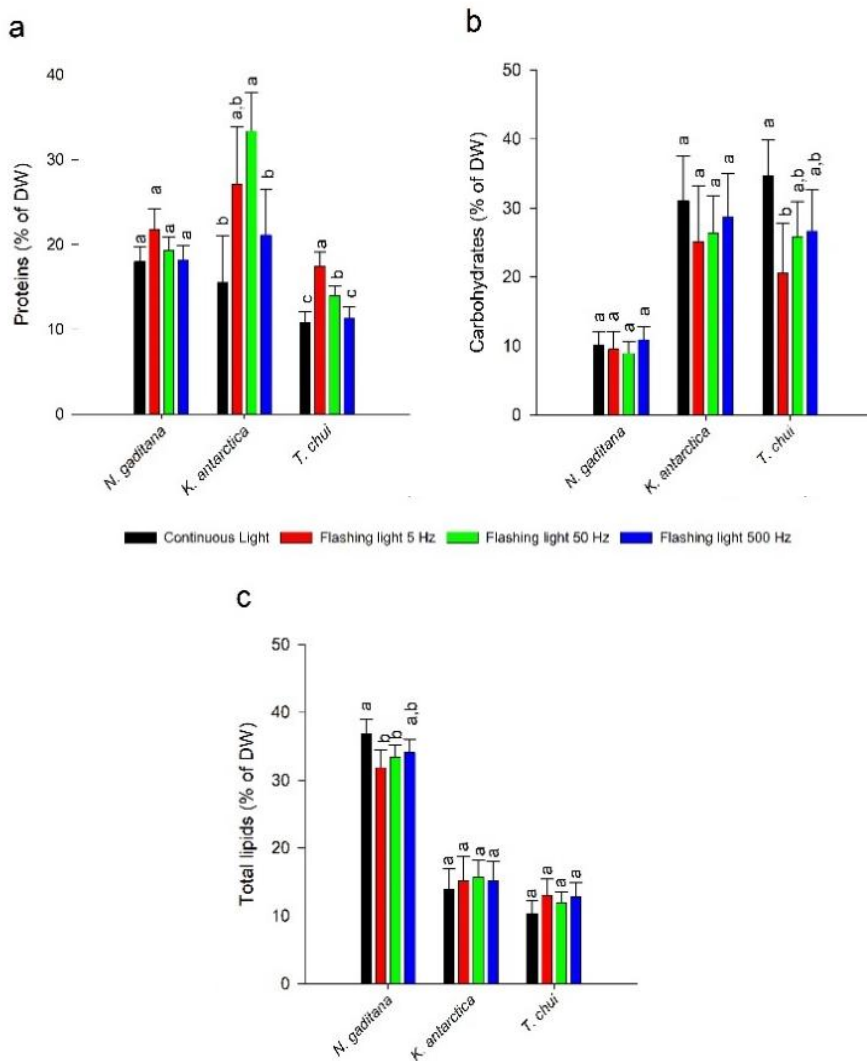 a
Proteins (% of DW)
40
30
20
10
0
a a a a
b a,b a b
c a b c
N. gaditana
K. antarctica
T. chui
b
Carbohydrates (% of DW)
50
40
30
20
10
0
a a a a
a a a a
a b a,b a,b
N. gaditana
K. antarctica
T. chui
Continuous Light Flashing light 5 Hz Flashing light 50 Hz Flashing light 500 Hz
c
Total lipids (% of DW)
50
40
30
20
10
0
a b b a,b
a a a a
a a a a
N. gaditana
K. antarctica
T. chui